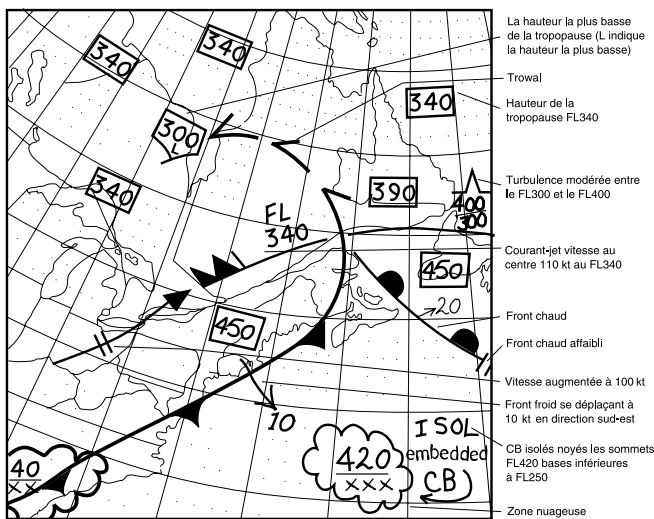 La hauteur la plus basse
de la tropopause (L indique
la hauteur la plus basse)
Trowal
Hauteur de la
tropopause FL340
Turbulence modérée entre
le FL300 et le FL400
Courant-jet vitesse au
centre 110 kt au FL340
Front chaud
Front chaud affaibli
Vitesse augmentée à 100 kt
Front froid se déplaçant à
10 kt en direction sud-est
CB isolés noyés les sommets
FL420 bases inférieures
à FL250
Zone nuageuse
340
340
340
300
L
340
390
400
300
FL
340
450
20
450
10
40
XX
420
XXX
ISOL
embedded
CB